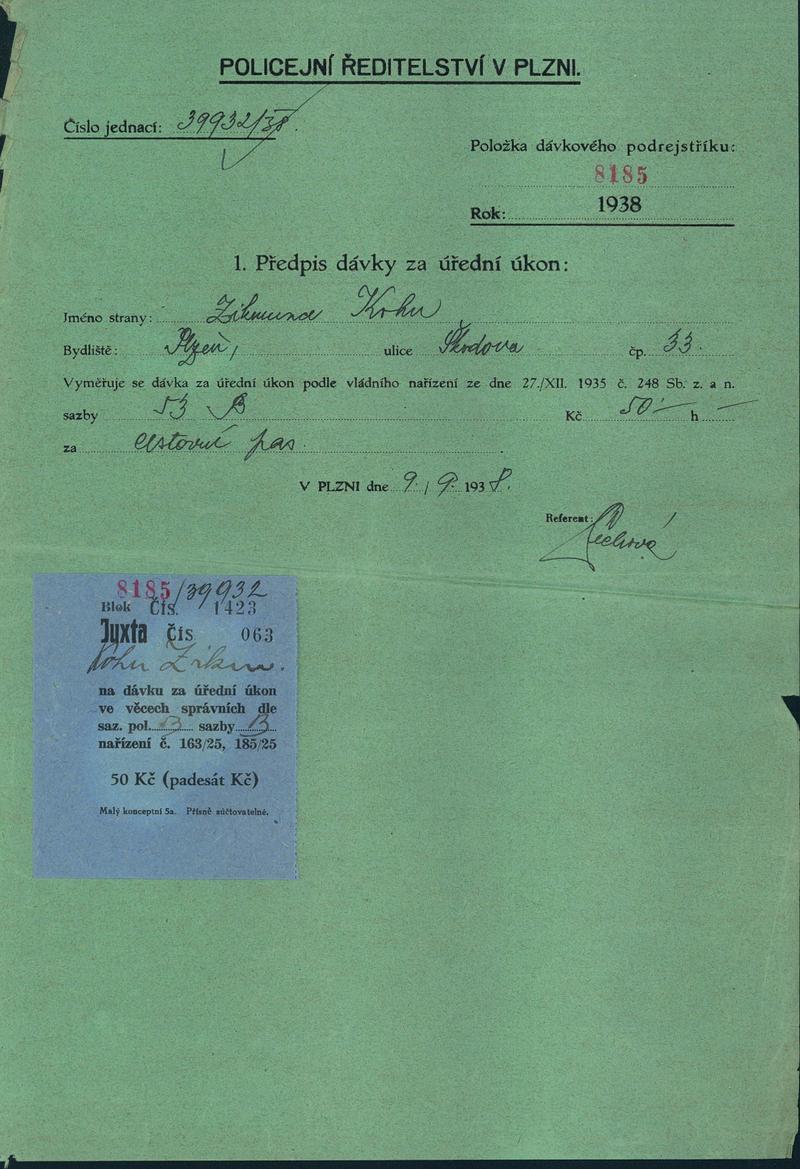 POLICEJNÍ ŘEDITELSTVÍ V PLZNI.
Číslo jednací: 39932/38.
Položka dávkového podrejstříku:
8185
Rok: 1938
1. Předpis dávky za úřední úkon:
Jméno strany: Zikmund Kohn
Bydliště: Plzeň, ulice Škodova čp. 33.
Vyměřuje se dávka za úřední úkon podle vládního nařízení ze dne 27./XII. 1935 č. 248 Sb. z. a n.
sazby 53 B Kč 50 — h —
za cestovní pas.
V PLZNI dne 9./9. 1938.
Referent:
8185/39932
Blok Čís. 1423
Juxta čís 063
Kohn Zikm.
na dávku za úřední úkon
ve věcech správních dle
saz. pol. 53 sazby B
nařízení č. 163/25, 185/25
50 Kč (padesát Kč)
Malý konceptní 5a. Přísně súčtovatelné.